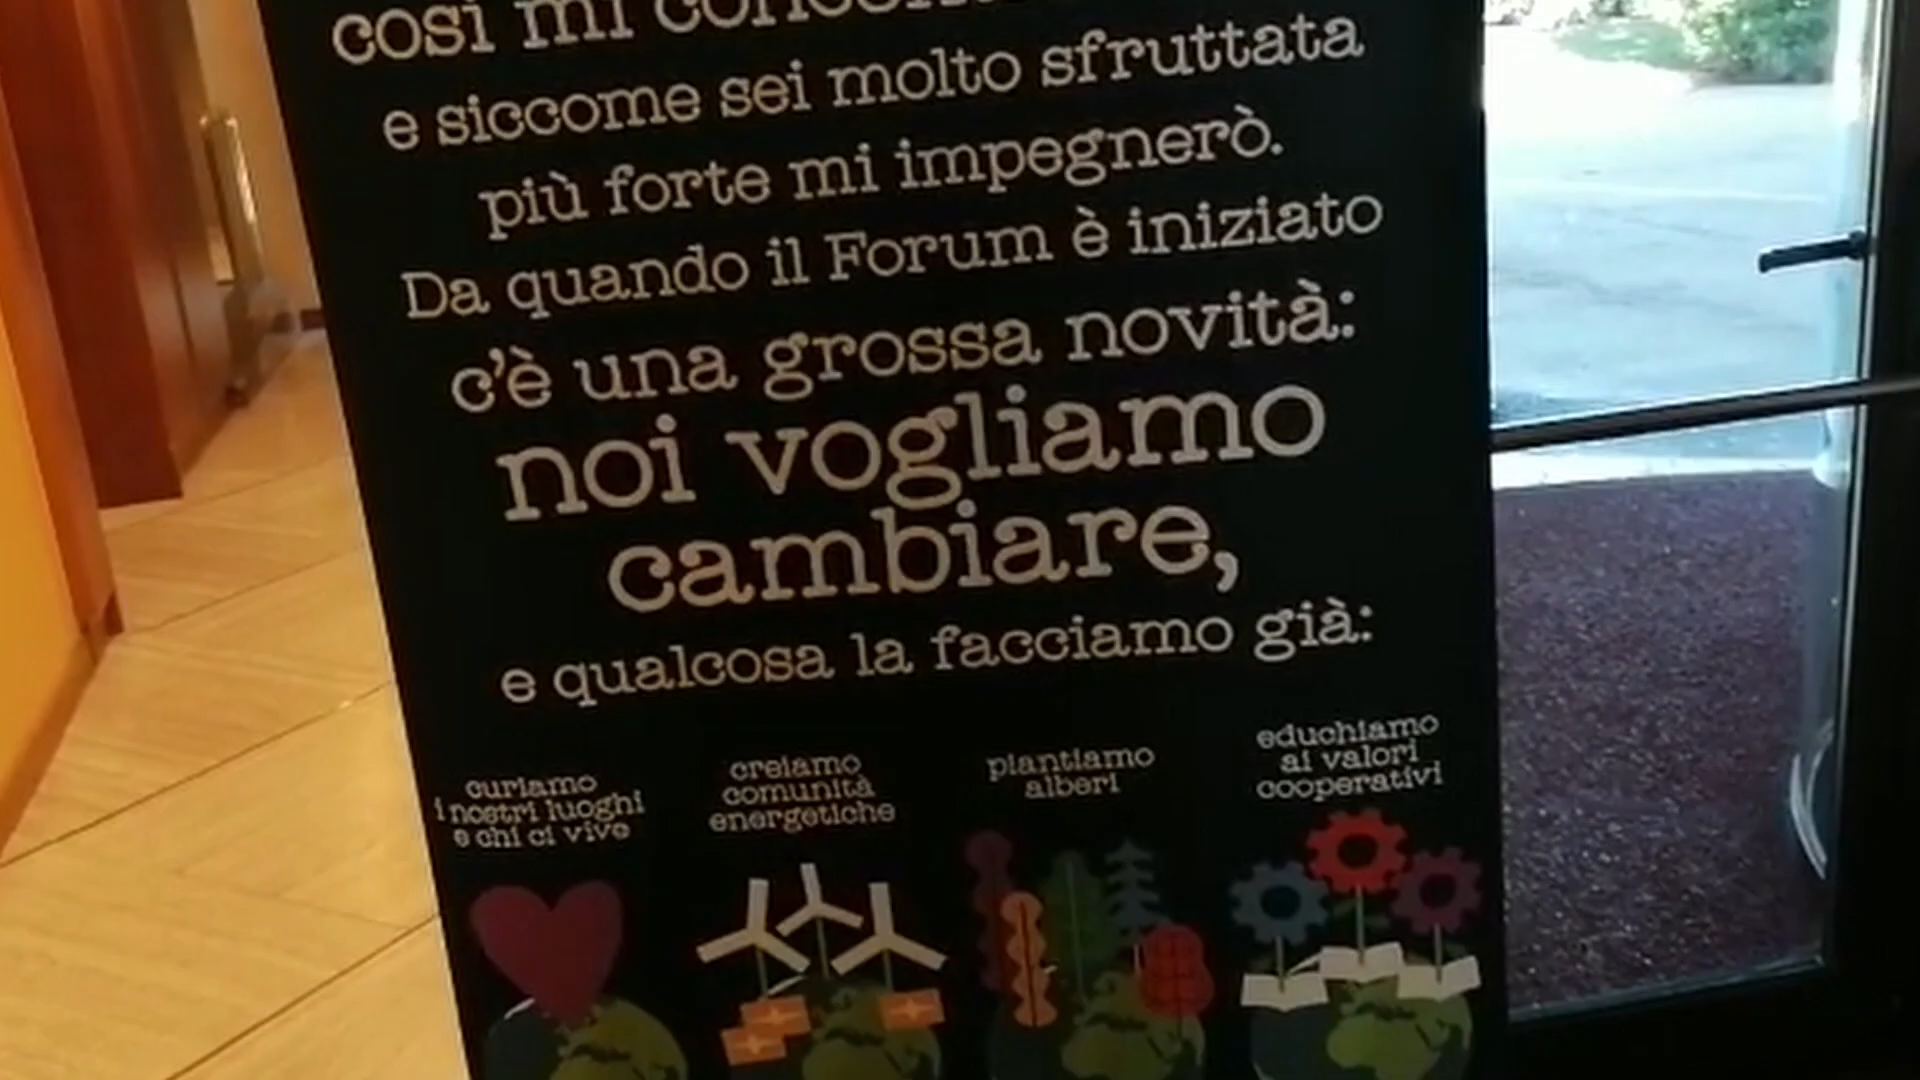 così mi
e siccome sei molto sfruttata
più forte mi impegnerò.
Da quando il Forum è iniziato
c'è una grossa novità:
noi vogliamo
cambiare,
e qualcosa la facciamo già:
curiamo
i nostri luoghi
e chi ci vive
creiamo
comunità
energetiche
piantiamo
alberi
educhiamo
ai valori
cooperativi